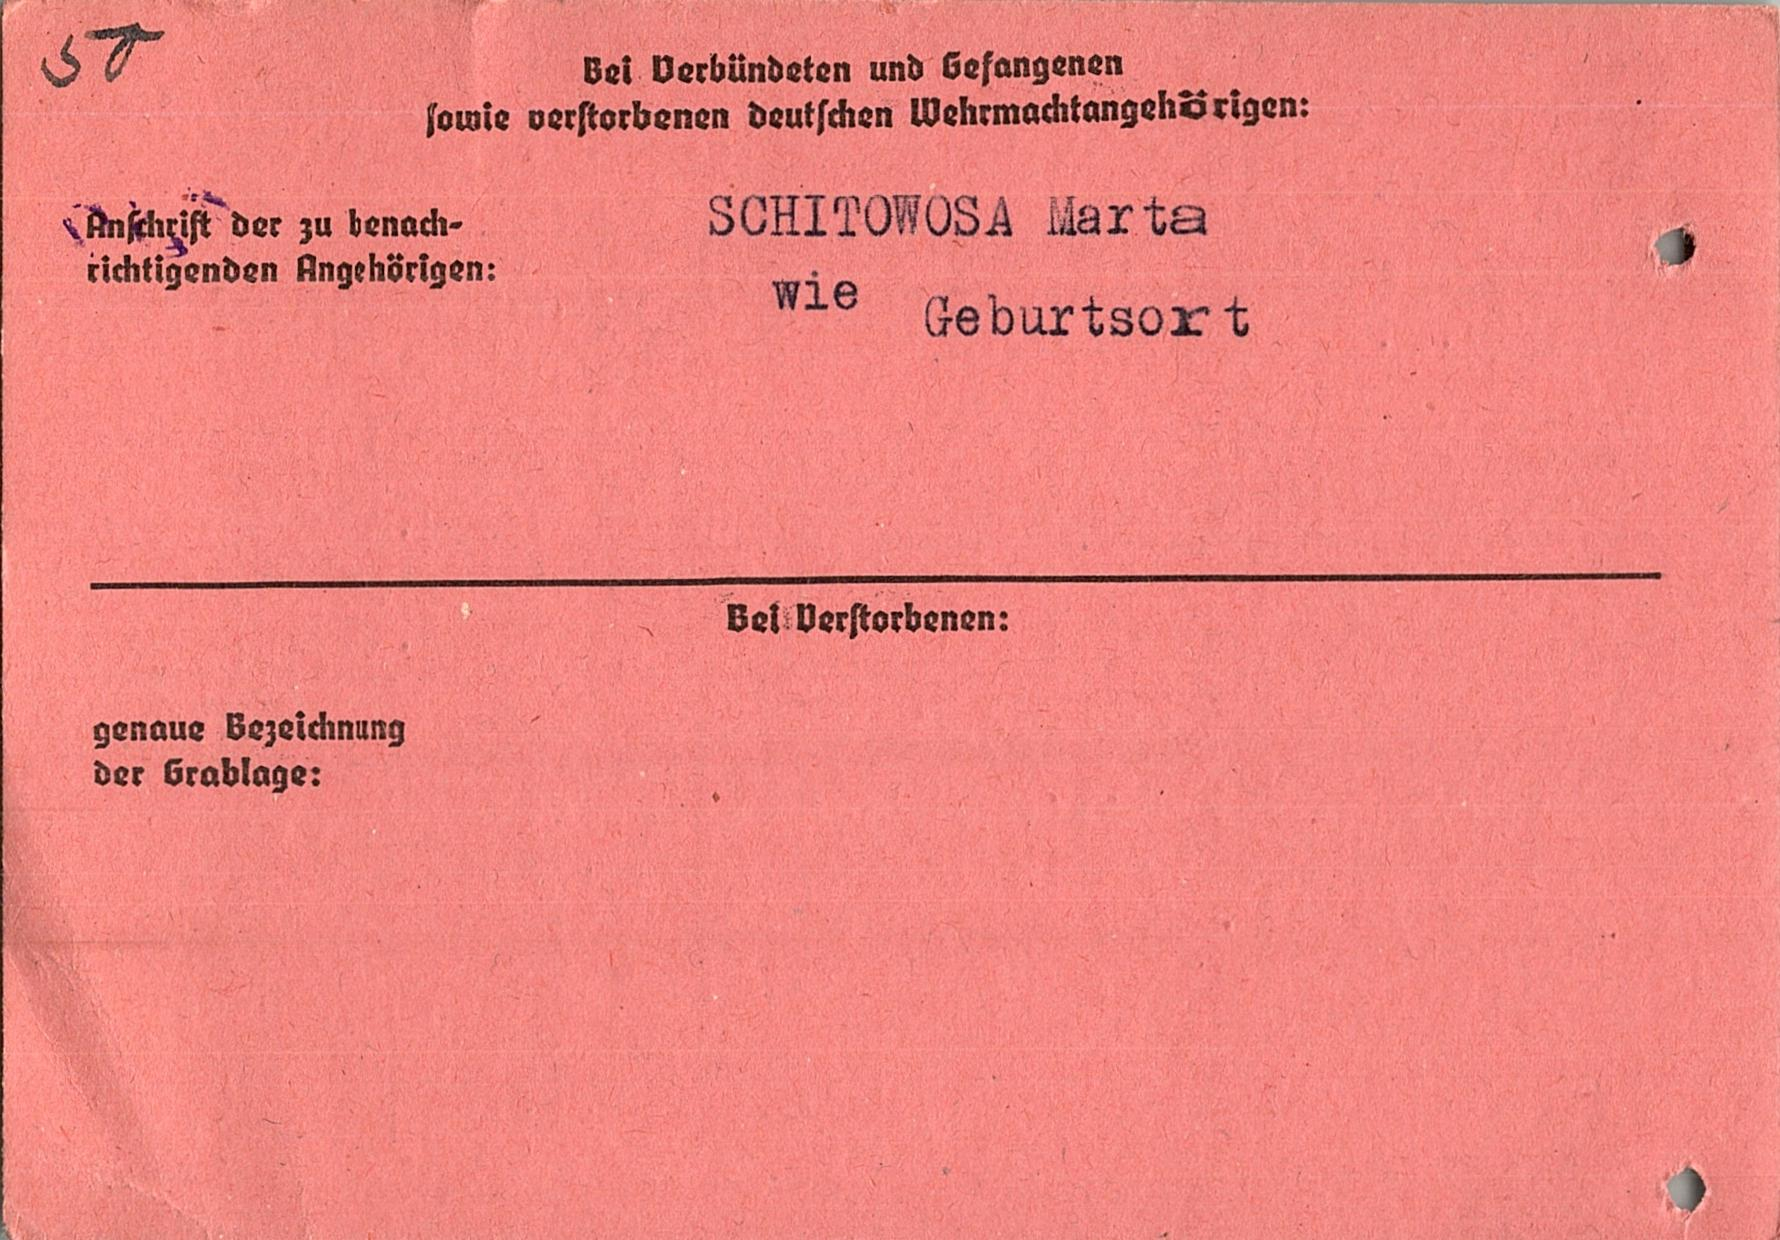 Bei Verbündeten und Gefangenen
sowie verstorbenen deutschen Wehrmachtangehörigen:
Anschrift der zu benach-
richtigenden Angehörigen:
SCHITOWOSA Marta
wie Geburtsort
Bei Verstorbenen:
genaue Bezeichnung
der Grablage: